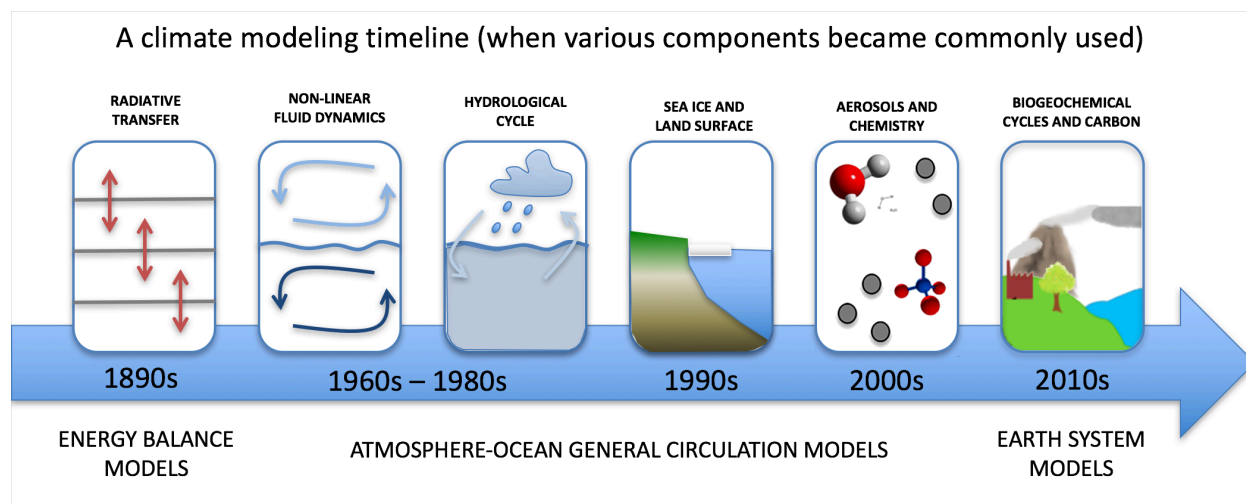 A climate modeling timeline (when various components became commonly used)
RADIATIVE
TRANSFER
NON-LINEAR
FLUID DYNAMICS
HYDROLOGICAL
CYCLE
SEA ICE AND
LAND SURFACE
AEROSOLS AND
CHEMISTRY
BIOGEOCHEMICAL
CYCLES AND CARBON
1890s
1960s – 1980s
1990s
2000s
2010s
ENERGY BALANCE
MODELS
ATMOSPHERE-OCEAN GENERAL CIRCULATION MODELS
EARTH SYSTEM
MODELS